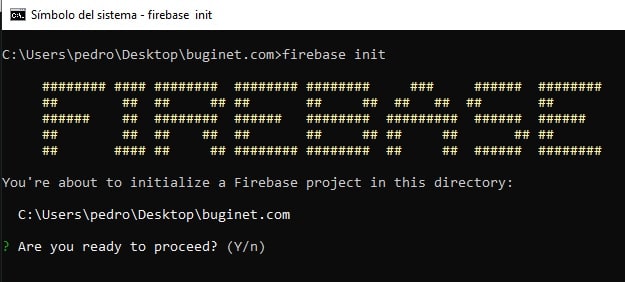 Símbolo del sistema - firebase init
C:\Users\pedro\Desktop\buginet.com>firebase init
FIREBASE
You're about to initialize a Firebase project in this directory:
C:\Users\pedro\Desktop\buginet.com
? Are you ready to proceed? (Y/n)